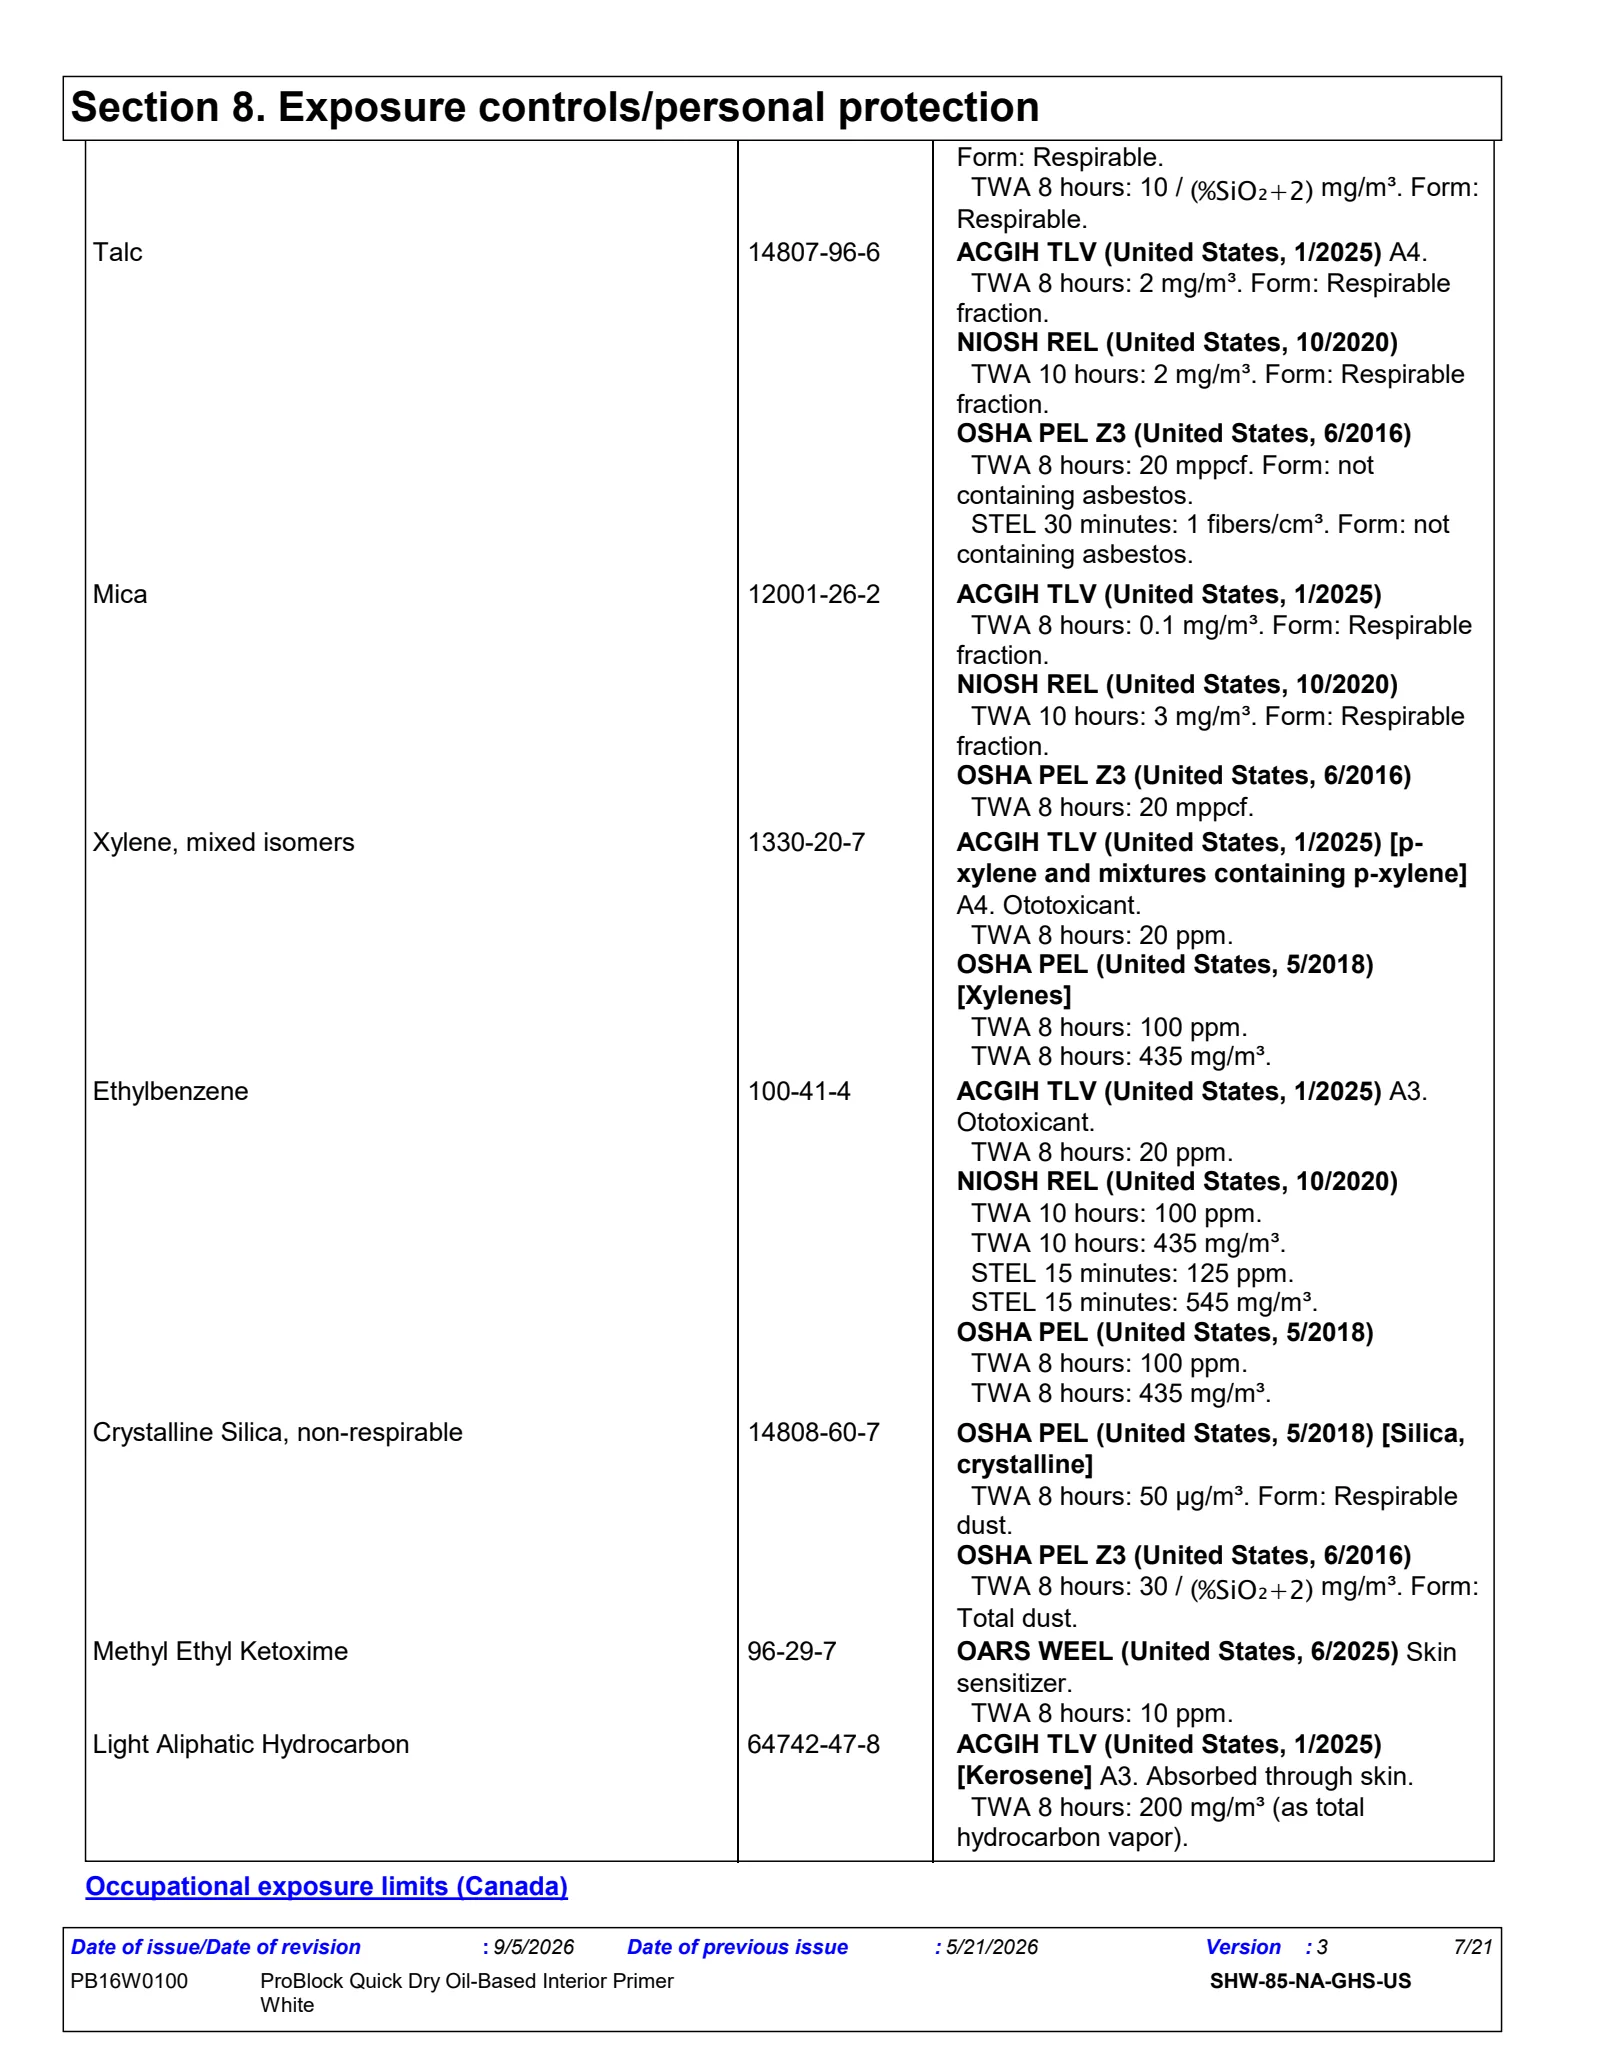 Section 8. Exposure controls/personal protection
Form: Respirable.
TWA 8 hours: 10 / (%SiO₂+2) mg/m³. Form:
Respirable.
Talc 14807-96-6 ACGIH TLV (United States, 1/2025) A4.
TWA 8 hours: 2 mg/m³. Form: Respirable
fraction.
NIOSH REL (United States, 10/2020)
TWA 10 hours: 2 mg/m³. Form: Respirable
fraction.
OSHA PEL Z3 (United States, 6/2016)
TWA 8 hours: 20 mppcf. Form: not
containing asbestos.
STEL 30 minutes: 1 fibers/cm³. Form: not
containing asbestos.
Mica 12001-26-2 ACGIH TLV (United States, 1/2025)
TWA 8 hours: 0.1 mg/m³. Form: Respirable
fraction.
NIOSH REL (United States, 10/2020)
TWA 10 hours: 3 mg/m³. Form: Respirable
fraction.
OSHA PEL Z3 (United States, 6/2016)
TWA 8 hours: 20 mppcf.
Xylene, mixed isomers 1330-20-7 ACGIH TLV (United States, 1/2025) [p-
xylene and mixtures containing p-xylene]
A4. Ototoxicant.
TWA 8 hours: 20 ppm.
OSHA PEL (United States, 5/2018)
[Xylenes]
TWA 8 hours: 100 ppm.
TWA 8 hours: 435 mg/m³.
Ethylbenzene 100-41-4 ACGIH TLV (United States, 1/2025) A3.
Ototoxicant.
TWA 8 hours: 20 ppm.
NIOSH REL (United States, 10/2020)
TWA 10 hours: 100 ppm.
TWA 10 hours: 435 mg/m³.
STEL 15 minutes: 125 ppm.
STEL 15 minutes: 545 mg/m³.
OSHA PEL (United States, 5/2018)
TWA 8 hours: 100 ppm.
TWA 8 hours: 435 mg/m³.
Crystalline Silica, non-respirable 14808-60-7 OSHA PEL (United States, 5/2018) [Silica,
crystalline]
TWA 8 hours: 50 µg/m³. Form: Respirable
dust.
OSHA PEL Z3 (United States, 6/2016)
TWA 8 hours: 30 / (%SiO₂+2) mg/m³. Form:
Total dust.
Methyl Ethyl Ketoxime 96-29-7 OARS WEEL (United States, 6/2025) Skin
sensitizer.
TWA 8 hours: 10 ppm.
Light Aliphatic Hydrocarbon 64742-47-8 ACGIH TLV (United States, 1/2025)
[Kerosene] A3. Absorbed through skin.
TWA 8 hours: 200 mg/m³ (as total
hydrocarbon vapor).
Occupational exposure limits (Canada)
Date of issue/Date of revision : 9/5/2026 Date of previous issue : 5/21/2026 Version : 3 7/21
PB16W0100 ProBlock Quick Dry Oil-Based Interior Primer SHW-85-NA-GHS-US
White